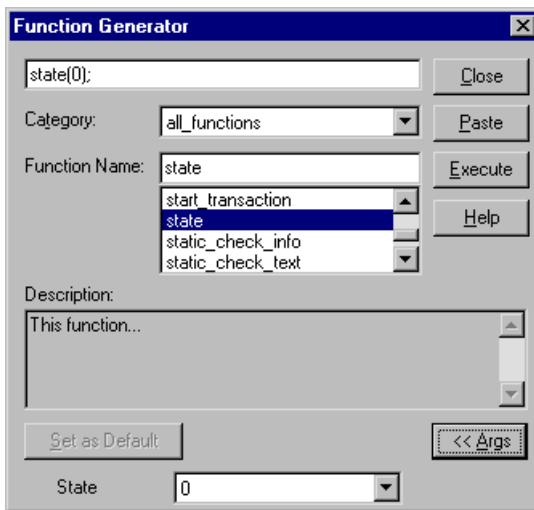 Function Generator
state(0);
Close
Category:
all_functions
Paste
Function Name:
state
Execute
start_transaction
state
static_check_info
static_check_text
Help
Description:
This function...
Set as Default
<< Args
State
0